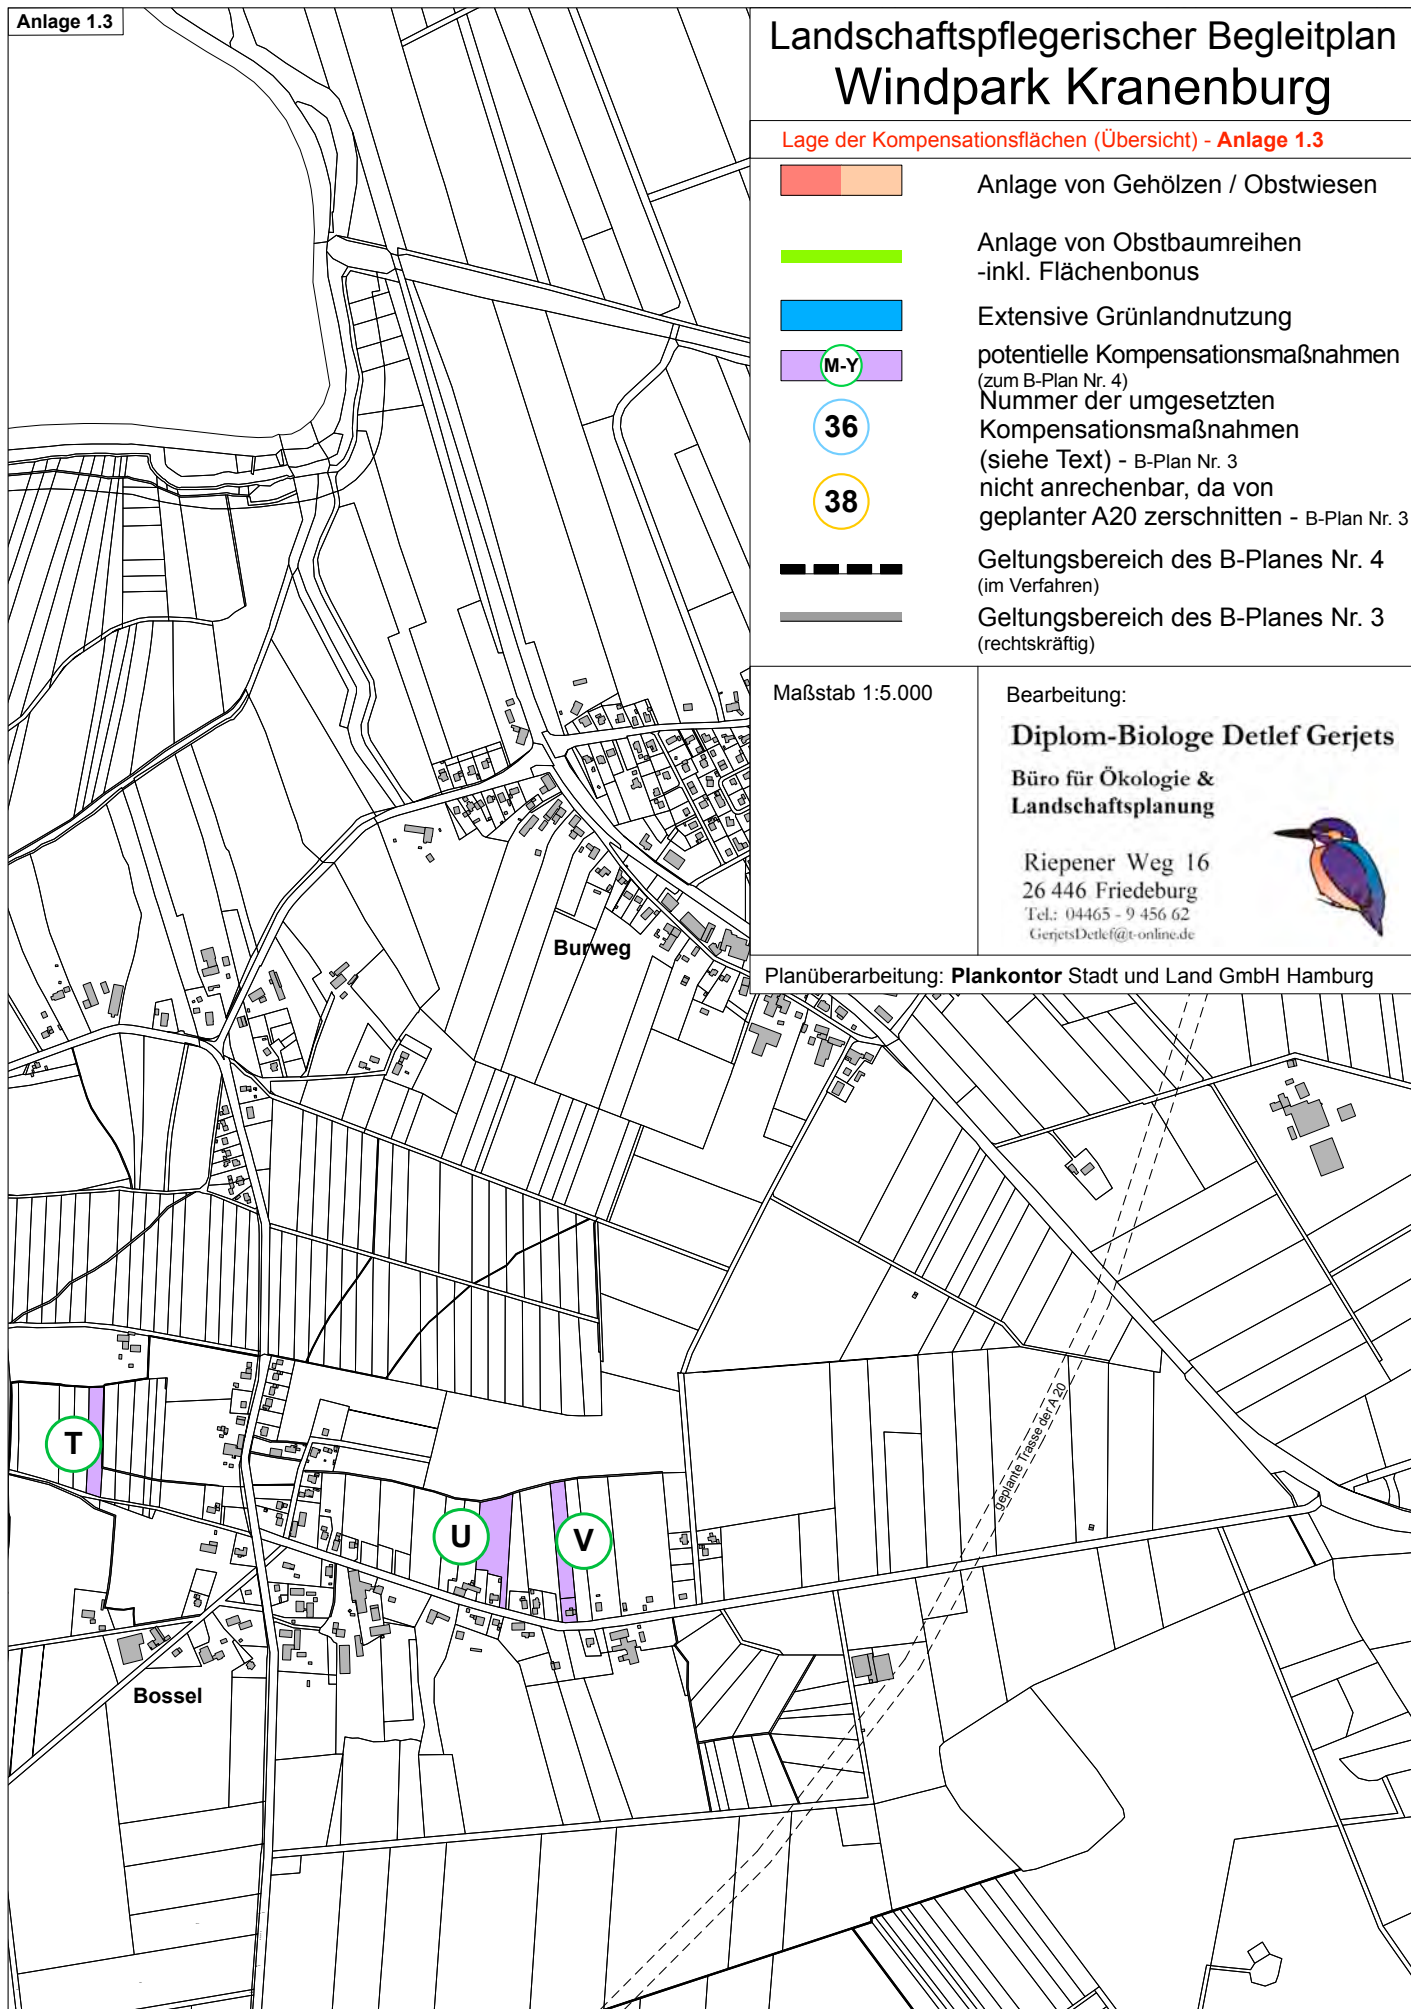 Anlage 1.3
Landschaftspflegerischer Begleitplan
Windpark Kranenburg
Lage der Kompensationsflächen (Übersicht) - Anlage 1.3
Anlage von Gehölzen / Obstwiesen
Anlage von Obstbaumreihen
-inkl. Flächenbonus
Extensive Grünlandnutzung
M-Y
potentielle Kompensationsmaßnahmen
(zum B-Plan Nr. 4)
36
Nummer der umgesetzten
Kompensationsmaßnahmen
(siehe Text) - B-Plan Nr. 3
38
nicht anrechenbar, da von
geplanter A20 zerschnitten - B-Plan Nr. 3
Geltungsbereich des B-Planes Nr. 4
(im Verfahren)
Geltungsbereich des B-Planes Nr. 3
(rechtskräftig)
Maßstab 1:5.000
Bearbeitung:
Diplom-Biologe Detlef Gerjets
Büro für Ökologie &
Landschaftsplanung
Riepener Weg 16
26 446 Friedeburg
Tel.: 04465 - 9 456 62
GerjetsDetlef@t-online.de
Planüberarbeitung: Plankontor Stadt und Land GmbH Hamburg
Burweg
geplante Trasse der A 20
T
U
V
Bossel